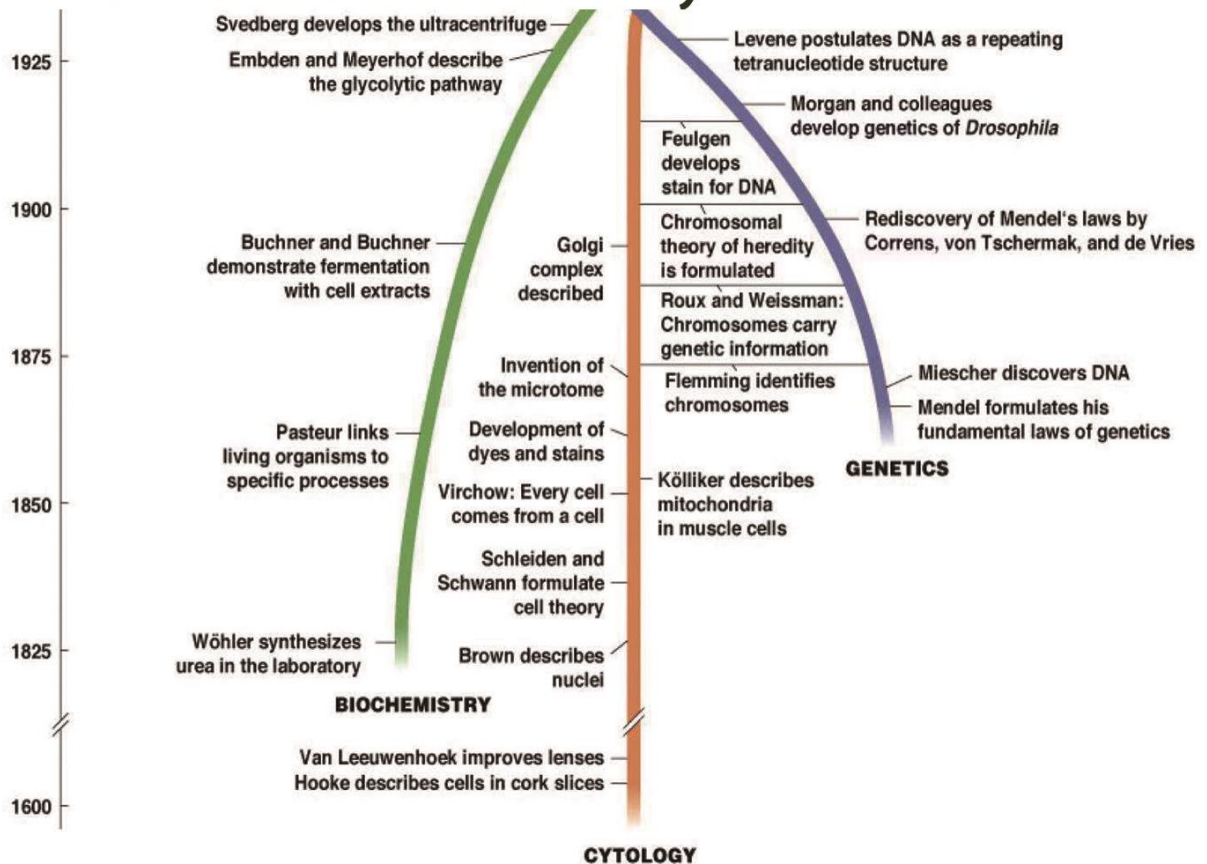 Svedberg develops the ultracentrifuge
1925
Embden and Meyerhof describe
the glycolytic pathway
Levene postulates DNA as a repeating
tetranucleotide structure
Morgan and colleagues
develop genetics of Drosophila
Feulgen
develops
stain for DNA
1900
Chromosomal
theory of heredity
is formulated
Rediscovery of Mendel's laws by
Correns, von Tschermak, and de Vries
Buchner and Buchner
demonstrate fermentation
with cell extracts
Golgi
complex
described
Roux and Weissman:
Chromosomes carry
genetic information
1875
Invention of
the microtome
Flemming identifies
chromosomes
Miescher discovers DNA
Mendel formulates his
fundamental laws of genetics
GENETICS
Pasteur links
living organisms to
specific processes
Development of
dyes and stains
1850
Virchow: Every cell
comes from a cell
Kölliker describes
mitochondria
in muscle cells
Schleiden and
Schwann formulate
cell theory
1825
Wöhler synthesizes
urea in the laboratory
Brown describes
nuclei
BIOCHEMISTRY
Van Leeuwenhoek improves lenses
Hooke describes cells in cork slices
1600
CYTOLOGY